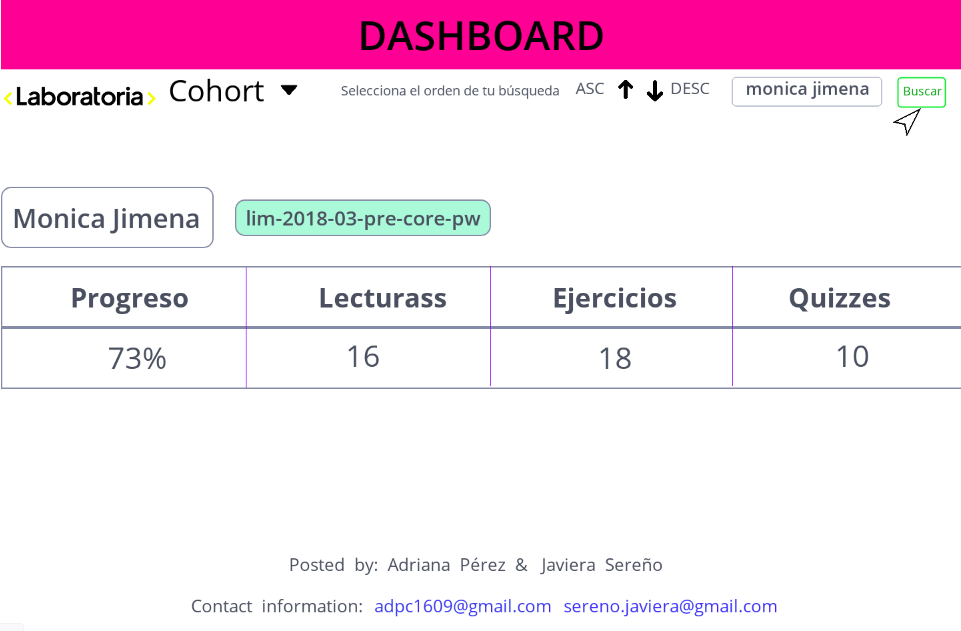 DASHBOARD
<Laboratoria> Cohort Selecciona el orden de tu búsqueda ASC DESC monica jimena Buscar
Monica Jimena lim-2018-03-pre-core-pw
Progreso Lecturass Ejercicios Quizzes
73% 16 18 10
Posted by: Adriana Pérez & Javiera Sereño
Contact information: adpc1609@gmail.com sereno.javiera@gmail.com